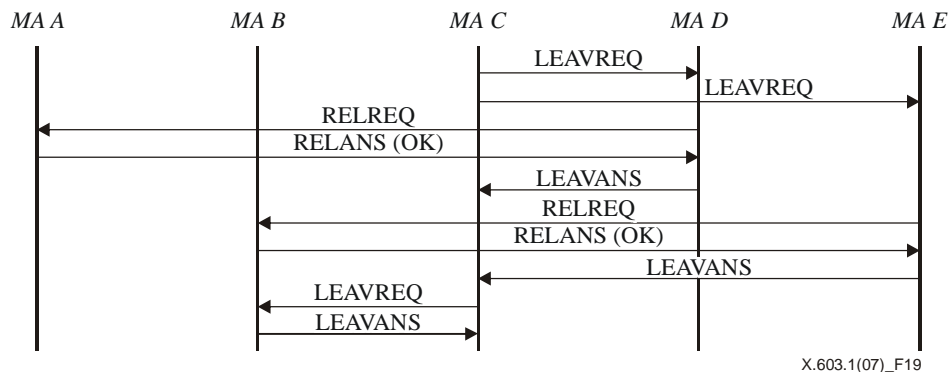 MA A MA B MA C MA D MA E
LEAVREQ
LEAVREQ
RELREQ
RELANS (OK)
LEAVANS
RELREQ
RELANS (OK)
LEAVANS
LEAVREQ
LEAVANS
X.603.1(07)_F19